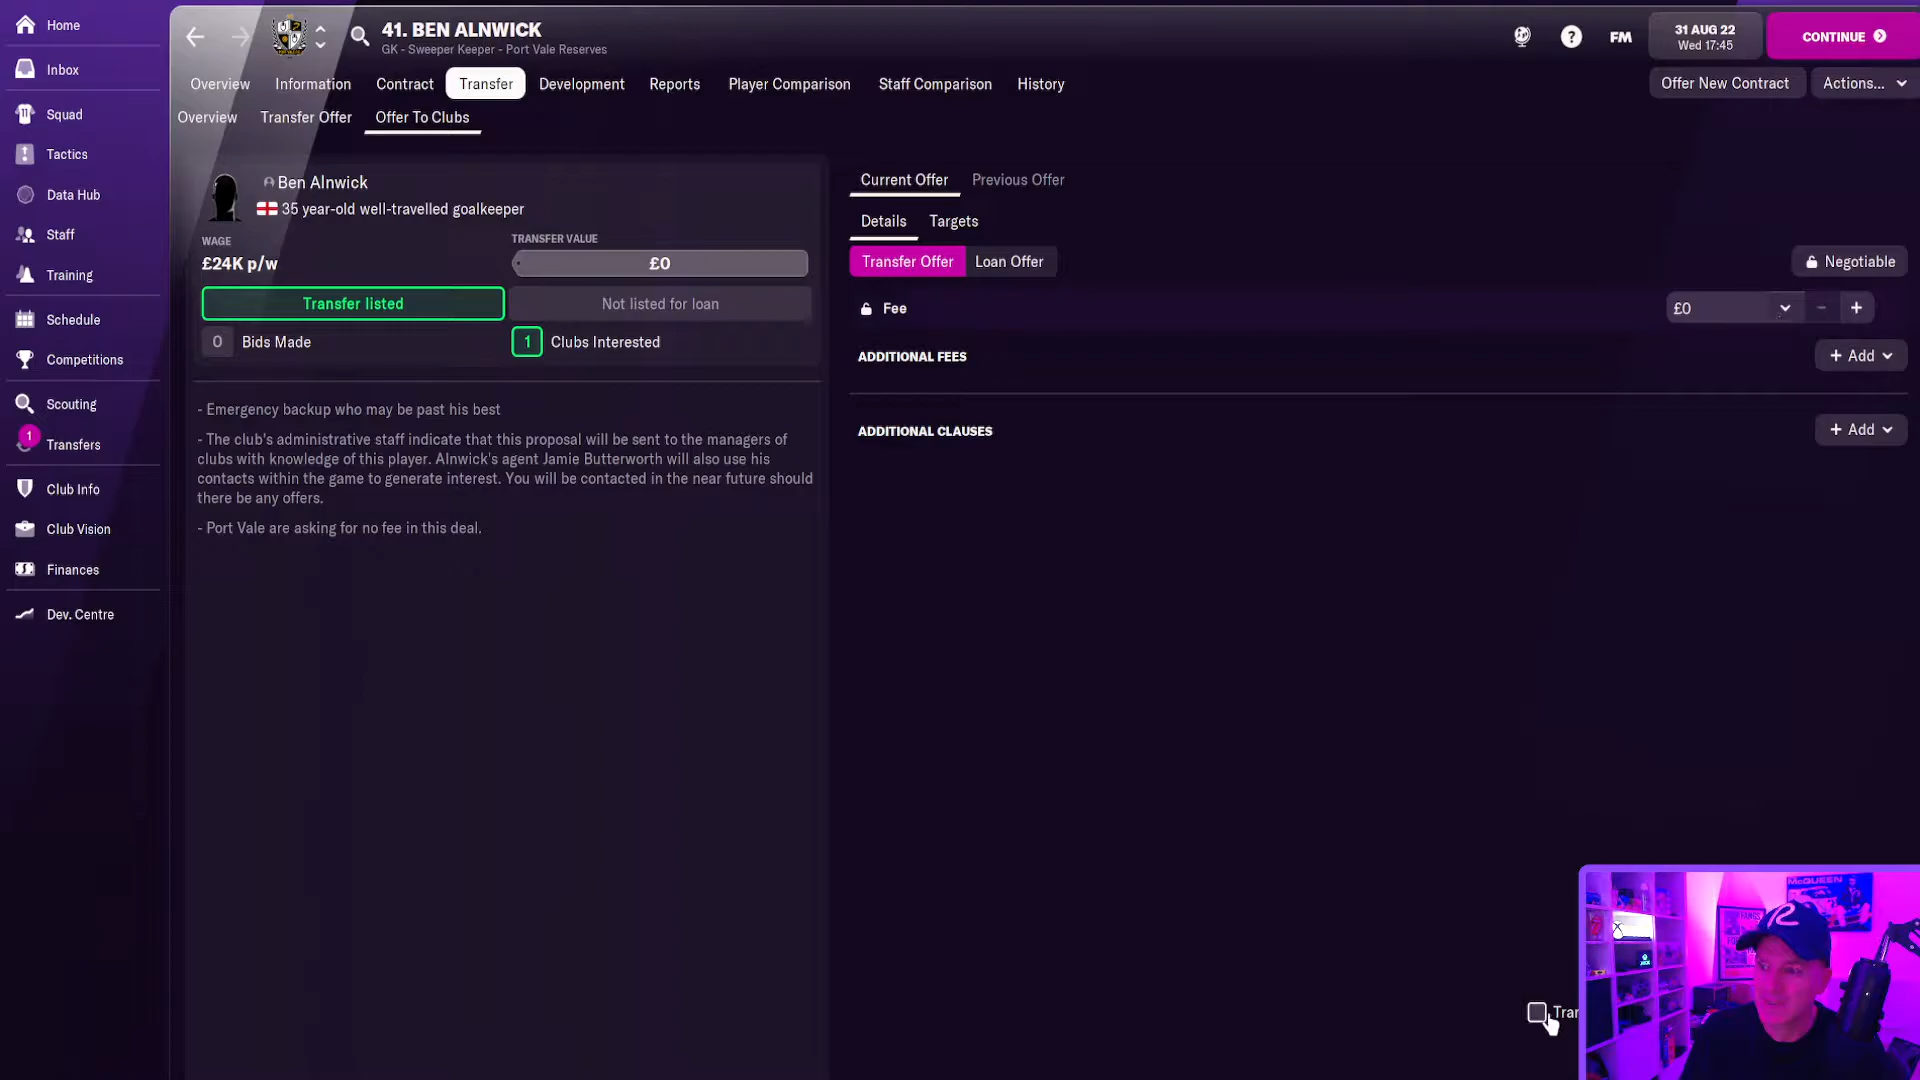 Home
Inbox
Squad
Tactics
Data Hub
Staff
Training
Schedule
Competitions
Scouting
1
Transfers
Club Info
Club Vision
Finances
Dev. Centre
41. BEN ALNWICK
GK - Sweeper Keeper - Port Vale Reserves
FM
31 AUG 22
Wed 17:45
CONTINUE
Overview Information Contract Transfer Development Reports Player Comparison Staff Comparison History
Offer New Contract Actions...
Overview Transfer Offer Offer To Clubs
Ben Alnwick
35 year-old well-travelled goalkeeper
WAGE
£24K p/w
TRANSFER VALUE
£0
Transfer listed
Not listed for loan
0 Bids Made
1 Clubs Interested
- Emergency backup who may be past his best
- The club's administrative staff indicate that this proposal will be sent to the managers of
clubs with knowledge of this player. Alnwick's agent Jamie Butterworth will also use his
contacts within the game to generate interest. You will be contacted in the near future should
there be any offers.
- Port Vale are asking for no fee in this deal.
Current Offer Previous Offer
Details Targets
Transfer Offer Loan Offer
Negotiable
Fee
£0
ADDITIONAL FEES
+ Add
ADDITIONAL CLAUSES
+ Add
Tran
McQUEEN